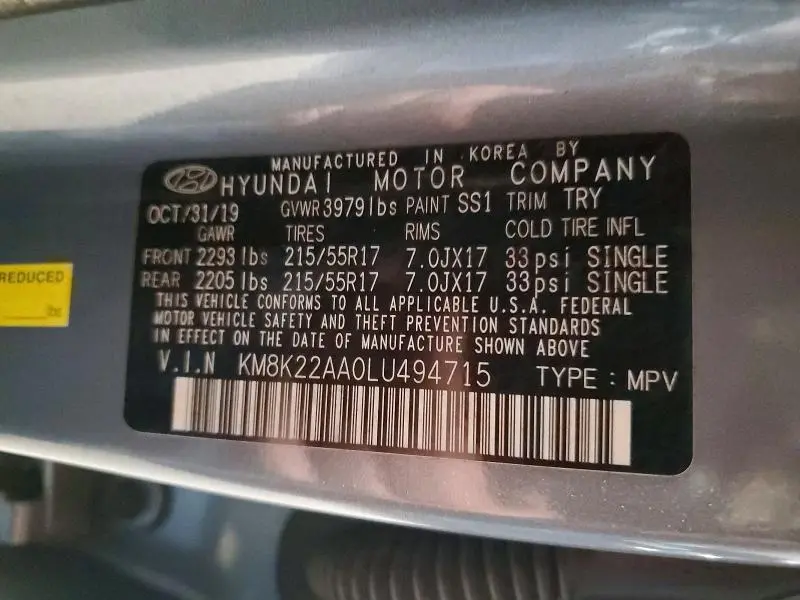 MANUFACTURED IN KOREA BY
HYUNDAI MOTOR COMPANY
OCT/31/19 GVWR 3979lbs PAINT SS1 TRIM TRY
GAWR TIRES RIMS COLD TIRE INFL
FRONT 2293 lbs 215/55R17 7.0JX17 33psi SINGLE
REAR 2205 lbs 215/55R17 7.0JX17 33psi SINGLE
THIS VEHICLE CONFORMS TO ALL APPLICABLE U.S.A. FEDERAL
MOTOR VEHICLE SAFETY AND THEFT PREVENTION STANDARDS
IN EFFECT ON THE DATE OF MANUFACTURE SHOWN ABOVE
V.I.N KM8K22AA0LU494715 TYPE : MPV
REDUCED
lbs